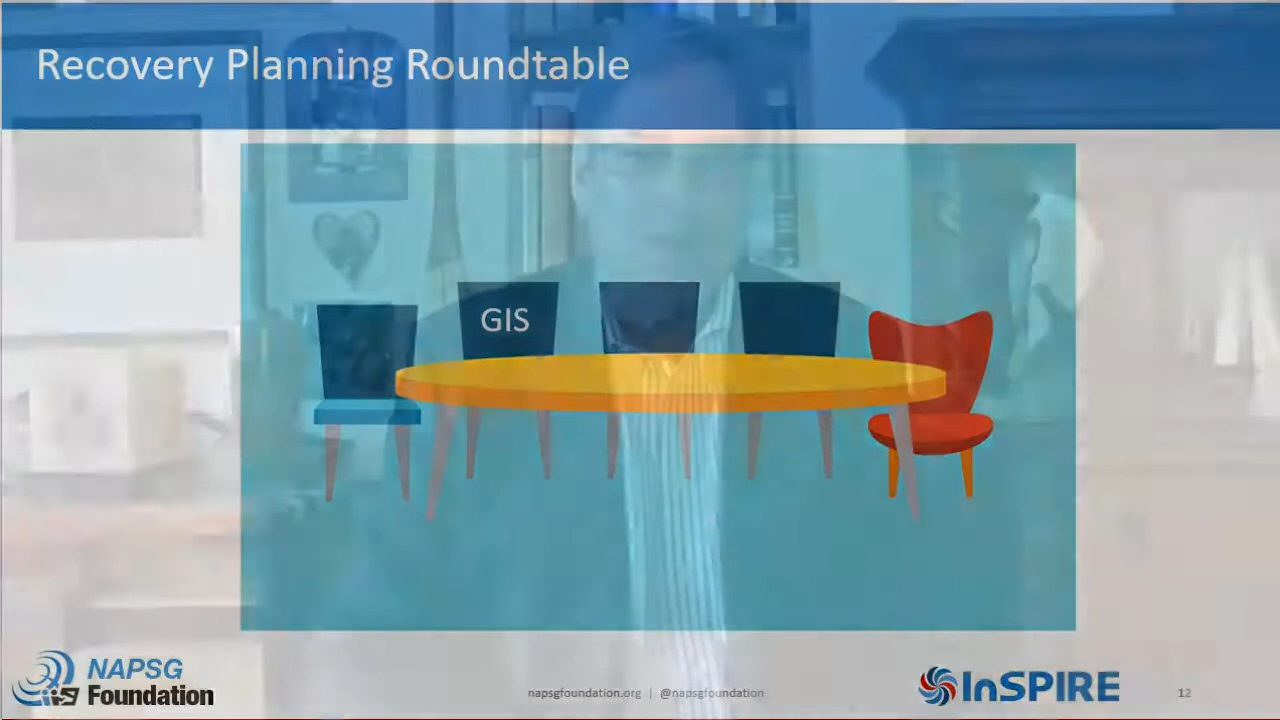 Recovery Planning Roundtable
GIS
NAPSG
Foundation
napsgfoundation.org | @napsgfoundation
InSPIRE
12